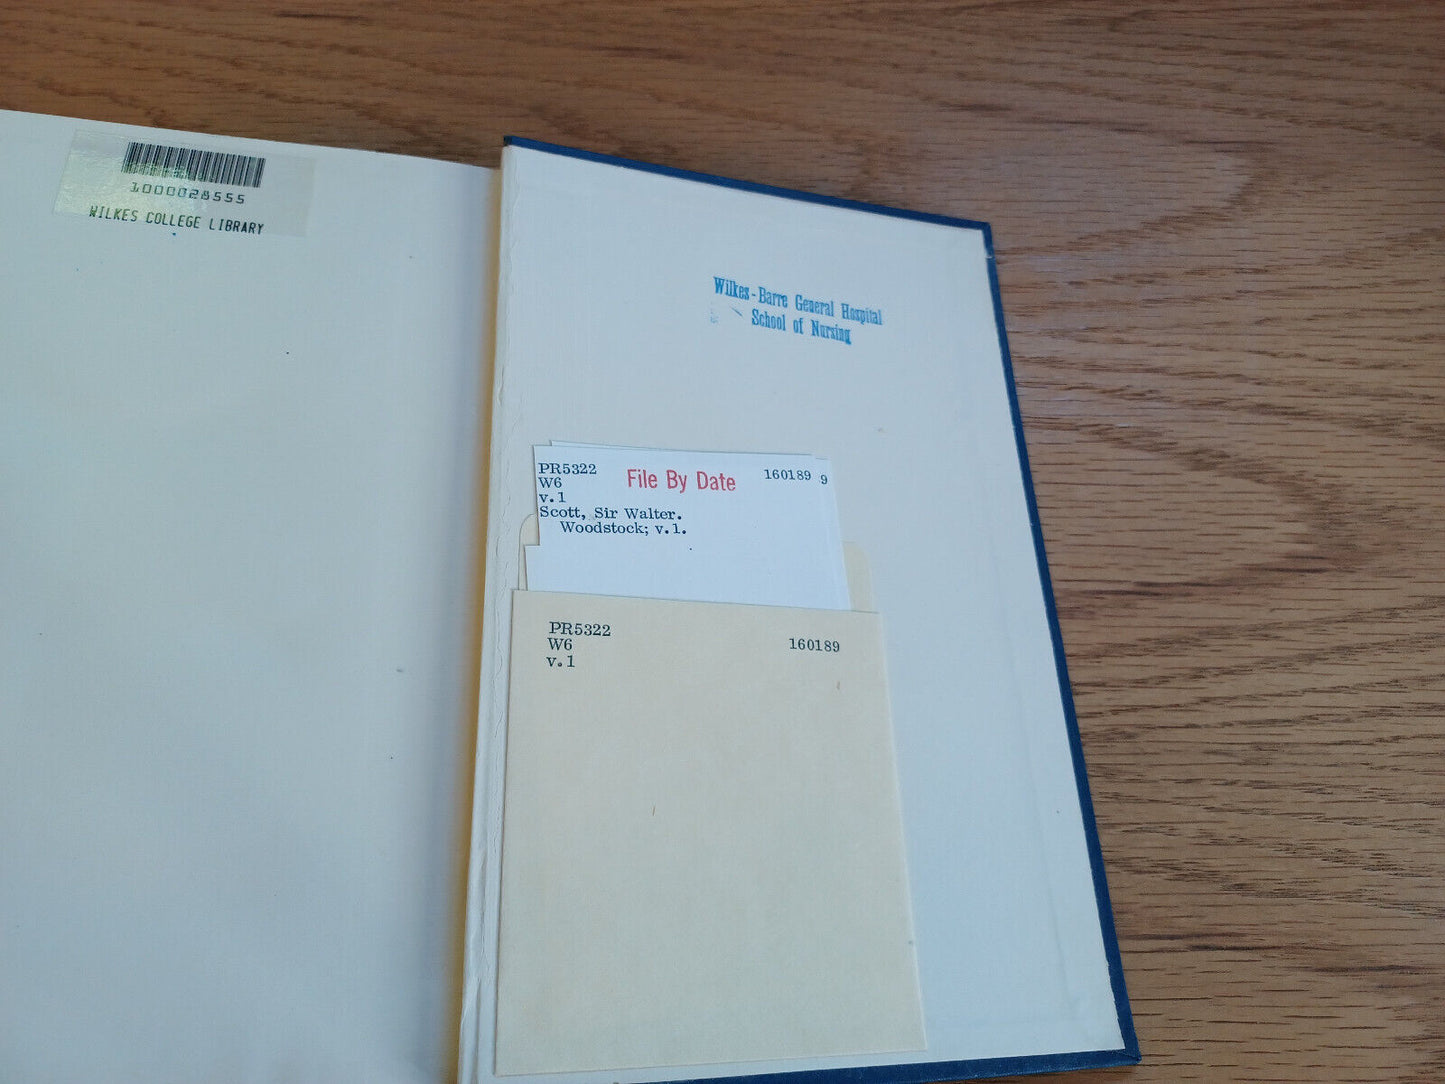 1000028555
WILKES COLLEGE LIBRARY
Wilkes-Barre General Hospital
School of Nursing
PR5322 File By Date 160189 9
W6
v.1
Scott, Sir Walter.
Woodstock; v.1.
PR5322
W6 160189
v.1